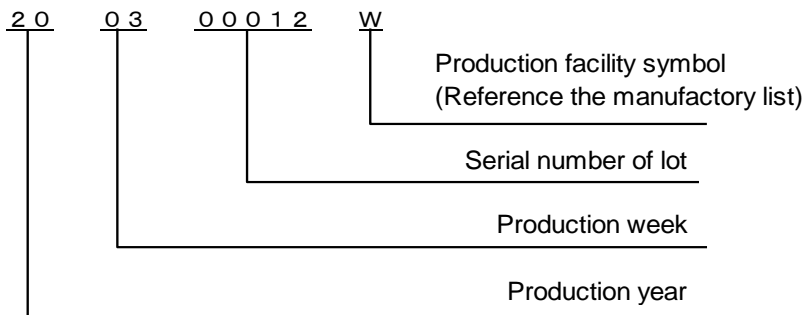 20 03 00012 W
Production facility symbol
(Reference the manufactory list)
Serial number of lot
Production week
Production year